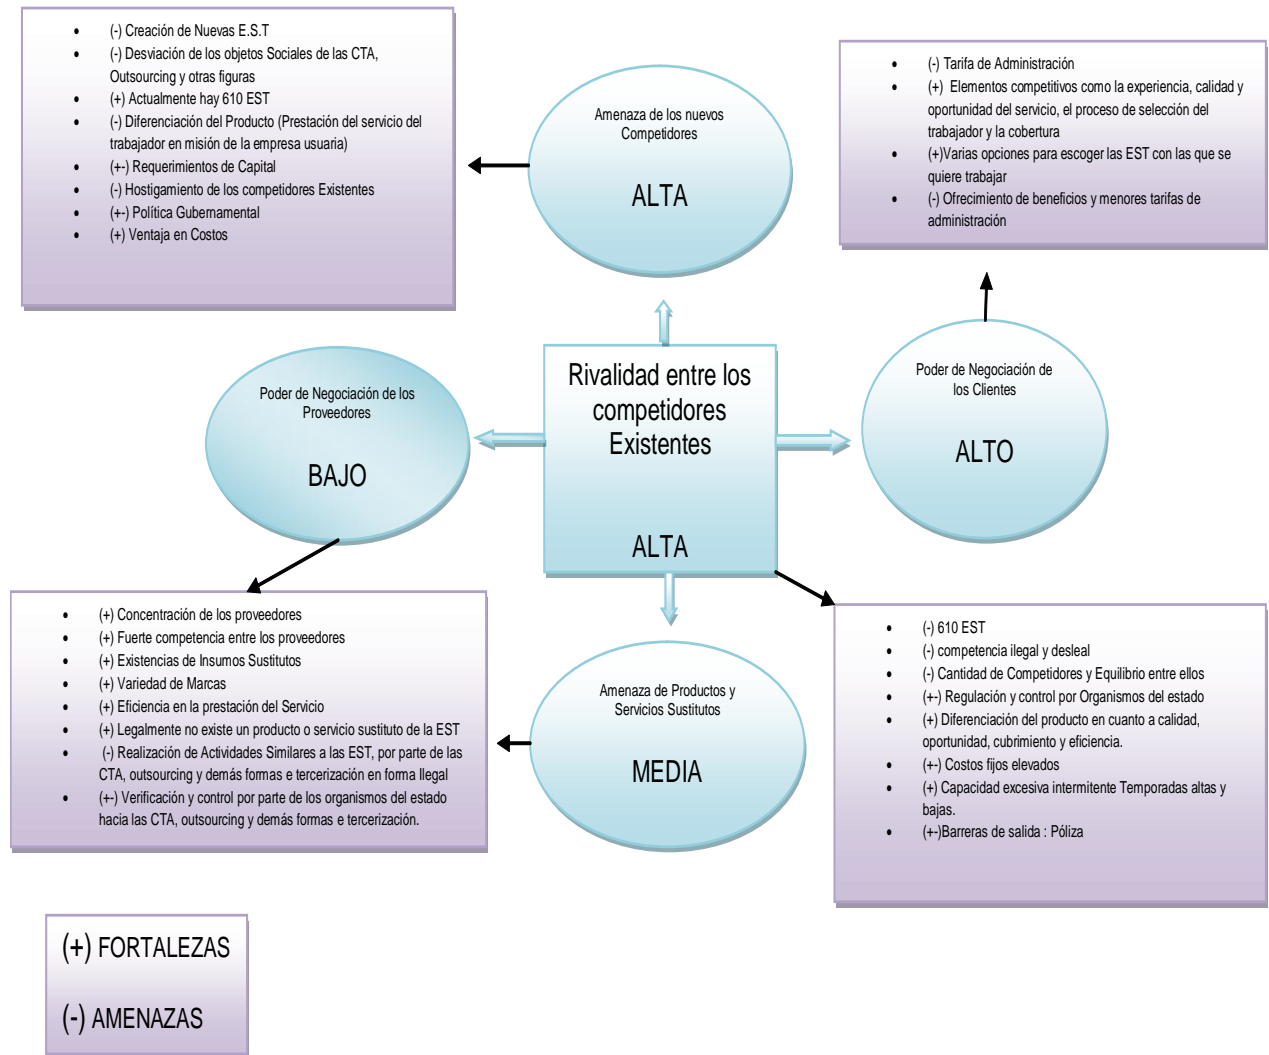 • (-) Creación de Nuevas E.S.T
• (-) Desviación de los objetos Sociales de las CTA,
Outsourcing y otras figuras
• (+) Actualmente hay 610 EST
• (-) Diferenciación del Producto (Prestación del servicio del
trabajador en misión de la empresa usuaria)
• (+-) Requerimientos de Capital
• (-) Hostigamiento de los competidores Existentes
• (+-) Política Gubernamental
• (+) Ventaja en Costos
Amenaza de los nuevos
Competidores
ALTA
• (-) Tarifa de Administración
• (+) Elementos competitivos como la experiencia, calidad y
oportunidad del servicio, el proceso de selección del
trabajador y la cobertura
• (+)Varias opciones para escoger las EST con las que se
quiere trabajar
• (-) Ofrecimiento de beneficios y menores tarifas de
administración
Poder de Negociación de los
Proveedores
BAJO
Rivalidad entre los
competidores
Existentes
ALTA
Poder de Negociación de
los Clientes
ALTO
• (+) Concentración de los proveedores
• (+) Fuerte competencia entre los proveedores
• (+) Existencias de Insumos Sustitutos
• (+) Variedad de Marcas
• (+) Eficiencia en la prestación del Servicio
• (+) Legalmente no existe un producto o servicio sustituto de la EST
• (-) Realización de Actividades Similares a las EST, por parte de las
CTA, outsourcing y demás formas e tercerización en forma Ilegal
• (+-) Verificación y control por parte de los organismos del estado
hacia las CTA, outsourcing y demás formas e tercerización.
Amenaza de Productos y
Servicios Sustitutos
MEDIA
• (-) 610 EST
• (-) competencia ilegal y desleal
• (-) Cantidad de Competidores y Equilibrio entre ellos
• (+-) Regulación y control por Organismos del estado
• (+) Diferenciación del producto en cuanto a calidad,
oportunidad, cubrimiento y eficiencia.
• (+-) Costos fijos elevados
• (+) Capacidad excesiva intermitente Temporadas altas y
bajas.
• (+-)Barreras de salida : Póliza
(+) FORTALEZAS
(-) AMENAZAS